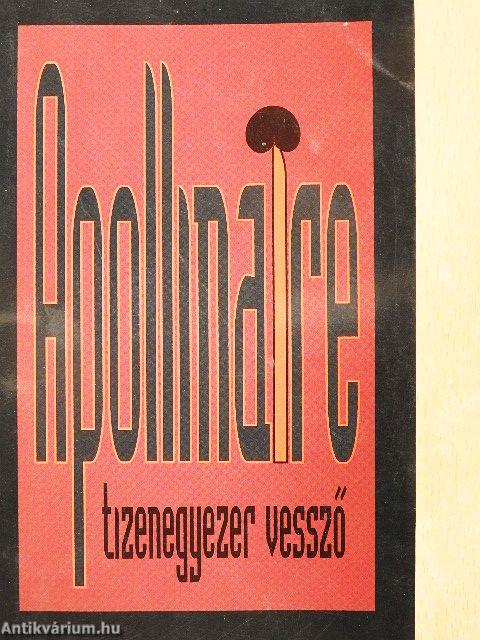 Apollinaire
tizenegyezer vessző
Antikvárium.hu